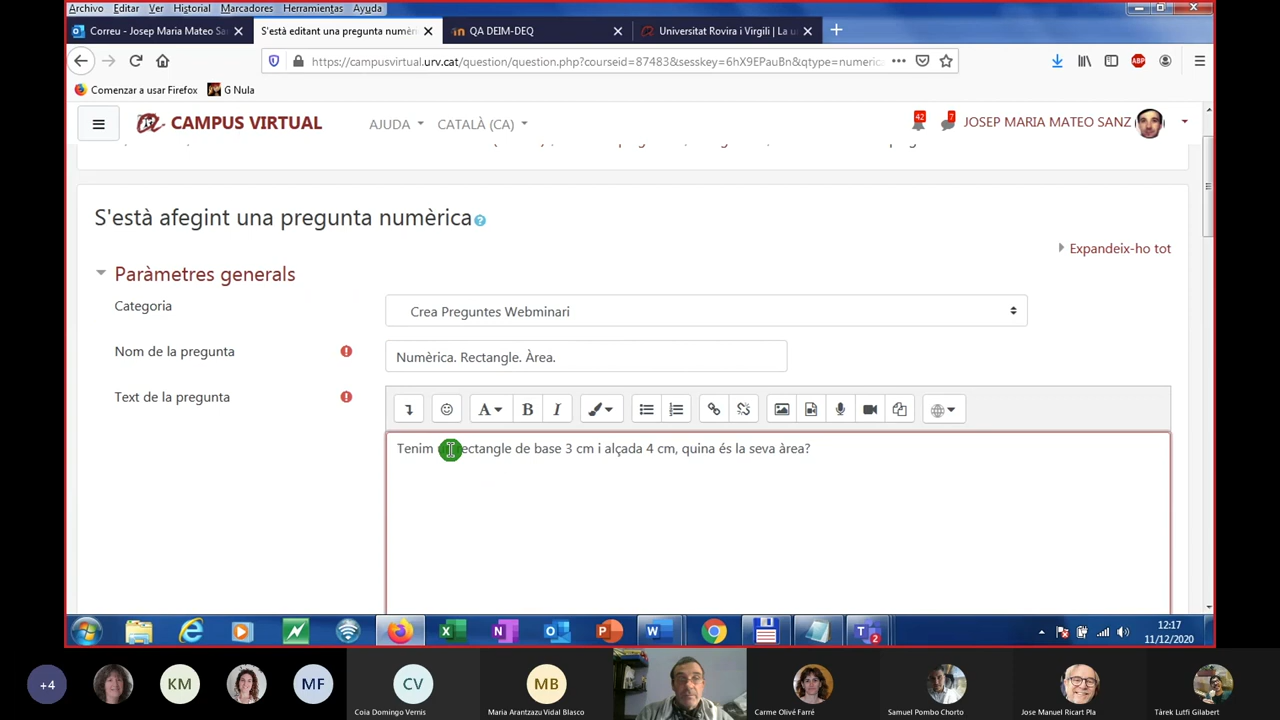 Archivo Editar Ver Historial Marcadores Herramientas Ayuda
Correu - Josep Maria Mateo Sa
S'està editant una pregunta numèri
QA DEIM-DEQ
Universitat Rovira i Virgili | La u
https://campusvirtual.urv.cat/question/question.php?courseid=87483&sesskey=6hX9EPauBn&qtype=numerica
Comenzar a usar Firefox G Nula
CAMPUS VIRTUAL AJUDA CATALÀ (CA) 42 7 JOSEP MARIA MATEO SANZ
S'està afegint una pregunta numèrica
Expandeix-ho tot
Paràmetres generals
Categoria
Crea Preguntes Webminari
Nom de la pregunta
Numèrica. Rectangle. Àrea.
Text de la pregunta
Tenim rectangle de base 3 cm i alçada 4 cm, quina és la seva àrea?
12:17
11/12/2020
+4 KM MF CV MB
Coia Domingo Vernis
Maria Arantzazu Vidal Blasco
Carme Olivé Farré
Samuel Pombo Chorto
Jose Manuel Ricart Pla
Tárek Lutfi Gilabert